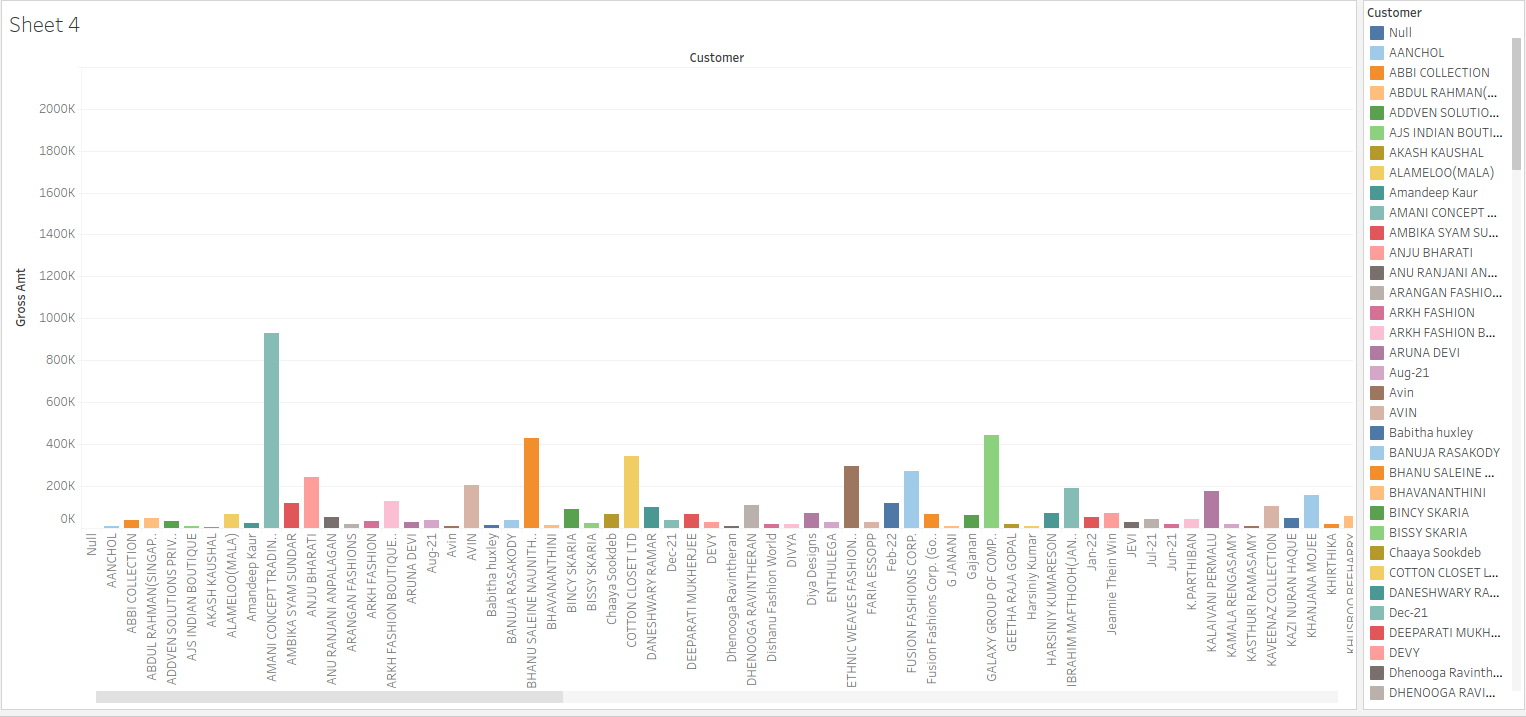 Sheet 4
Customer
Gross Amt
2000K
1800K
1600K
1400K
1200K
1000K
800K
600K
400K
200K
0K
Null
AANCHOL
ABBI COLLECTION
ABDUL RAHMAN(SINGAP..
ADDVEN SOLUTIONS PRIV..
AJS INDIAN BOUTIQUE
AKASH KAUSHAL
ALAMELOO(MALA)
Amandeep Kaur
AMANI CONCEPT TRADIN..
AMBIKA SYAM SUNDAR
ANJU BHARATI
ANU RANJANI ANPALAGAN
ARANGAN FASHIONS
ARKH FASHION
ARKH FASHION BOUTIQUE..
ARUNA DEVI
Aug-21
Avin
AVIN
Babitha huxley
BANUJA RASAKODY
BHANU SALEINE NAUNITH..
BHAVANANTHINI
BINCY SKARIA
BISSY SKARIA
Chaaya Sookdeb
COTTON CLOSET LTD
DANESHWARY RAMAR
Dec-21
DEEPARATI MUKHERJEE
DEVY
Dhenooga Ravintheran
DHENOOGA RAVINTHERAN
Dishanu Fashion World
DIVYA
Diya Designs
ENTHULEGA
ETHNIC WEAVES FASHION..
FARIA ESSOPP
Feb-22
FUSION FASHIONS CORP.
Fusion Fashions Corp. (Go..
G JANANI
Gajanan
GALAXY GROUP OF COMP..
GEETHA RAJA GOPAL
Harsiniy Kumar
HARSINIY KUMARESON
IBRAHIM MAFTHOOH(JAN..
Jan-22
Jeannie Thein Win
JEVI
Jul-21
Jun-21
K.PARTHIBAN
KALAIVANI PERMALU
KAMALA RENGASAMY
KASTHURI RAMASAMY
KAVEENAZ COLLECTION
KAZI NURAN HAQUE
KHANJANA MOJEE
KHIRTHIKA
Customer
Null
AANCHOL
ABBI COLLECTION
ABDUL RAHMAN(...
ADDVEN SOLUTIO...
AJS INDIAN BOUTI...
AKASH KAUSHAL
ALAMELOO(MALA)
Amandeep Kaur
AMANI CONCEPT ...
AMBIKA SYAM SU...
ANJU BHARATI
ANU RANJANI AN...
ARANGAN FASHIO...
ARKH FASHION
ARKH FASHION B...
ARUNA DEVI
Aug-21
Avin
AVIN
Babitha huxley
BANUJA RASAKODY
BHANU SALEINE ...
BHAVANANTHINI
BINCY SKARIA
BISSY SKARIA
Chaaya Sookdeb
COTTON CLOSET L...
DANESHWARY RA...
Dec-21
DEEPARATI MUKH...
DEVY
Dhenooga Ravinth...
DHENOOGA RAVI...